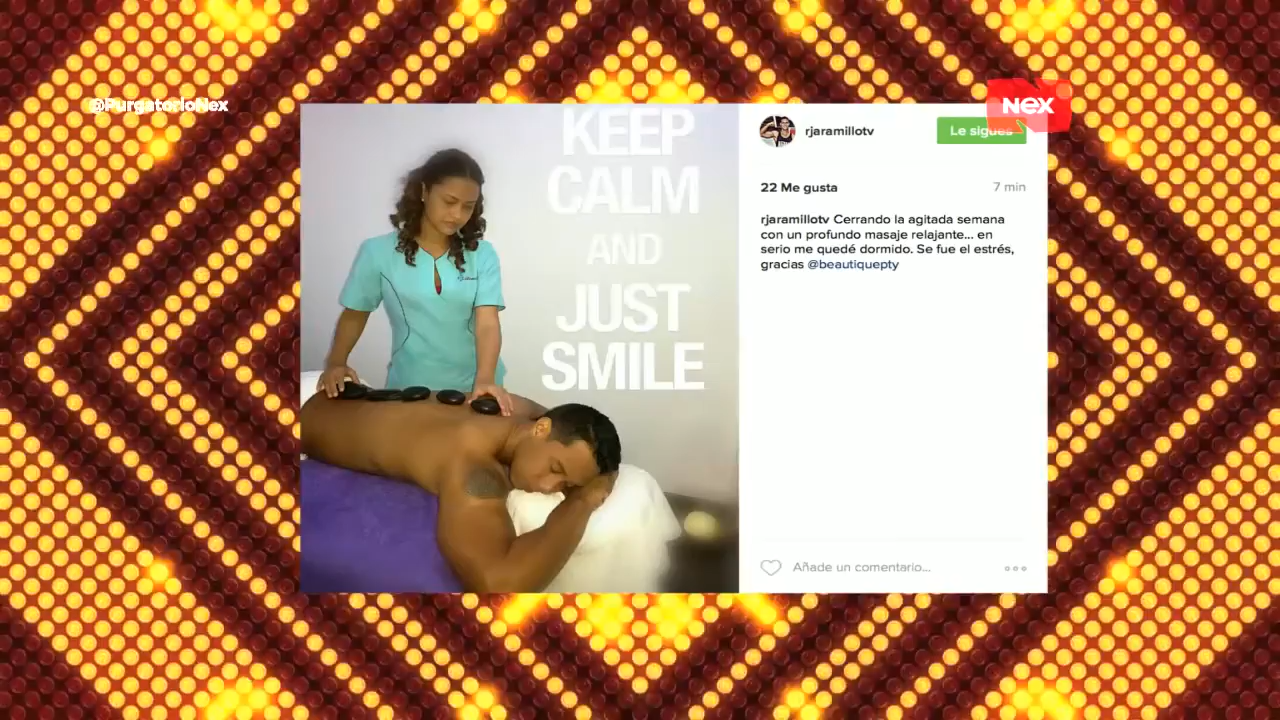 @PurgatorioNex
nex
KEEP
CALM
AND
JUST
SMILE
rjaramillotv
Le sigues
22 Me gusta
7 min
rjaramillotv Cerrando la agitada semana
con un profundo masaje relajante... en
serio me quedé dormido. Se fue el estrés,
gracias @beautiquepty
Añade un comentario...